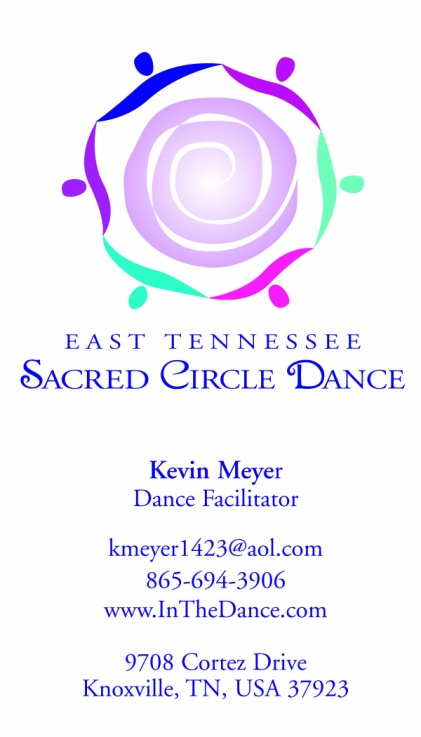 EAST TENNESSEE
SACRED CIRCLE DANCE
Kevin Meyer
Dance Facilitator
kmeyer1423@aol.com
865-694-3906
www.InTheDance.com
9708 Cortez Drive
Knoxville, TN, USA 37923